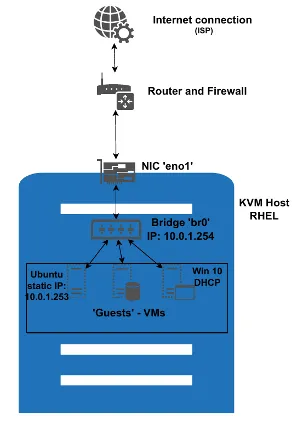 Internet connection
(ISP)
Router and Firewall
NIC 'eno1'
KVM Host
RHEL
Bridge 'br0'
IP: 10.0.1.254
Ubuntu
static IP:
10.0.1.253
Win 10
DHCP
'Guests' - VMs